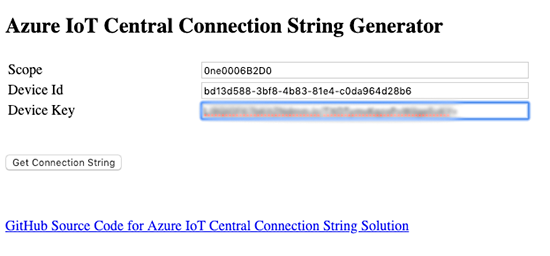 Azure IoT Central Connection String Generator
Scope 0ne0006B2D0
Device Id bd13d588-3bf8-4b83-81e4-c0da964d28b6
Device Key
Get Connection String
GitHub Source Code for Azure IoT Central Connection String Solution